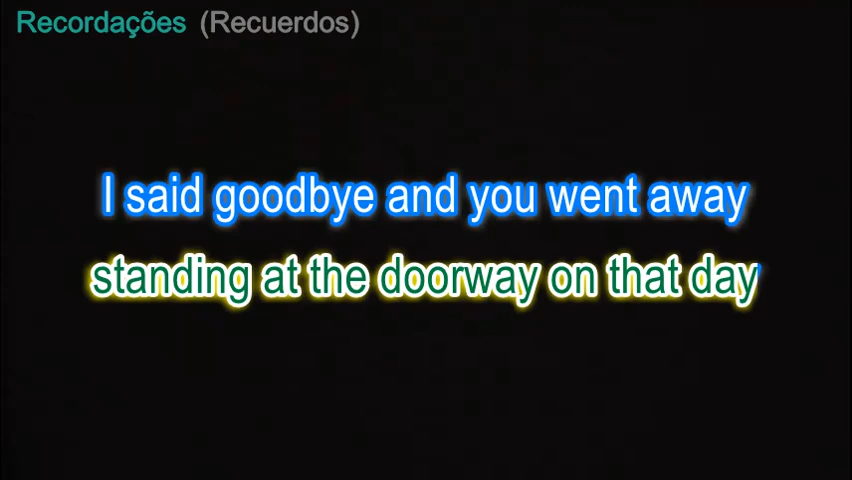 Recordações (Recuerdos)
I said goodbye and you went away
standing at the doorway on that day